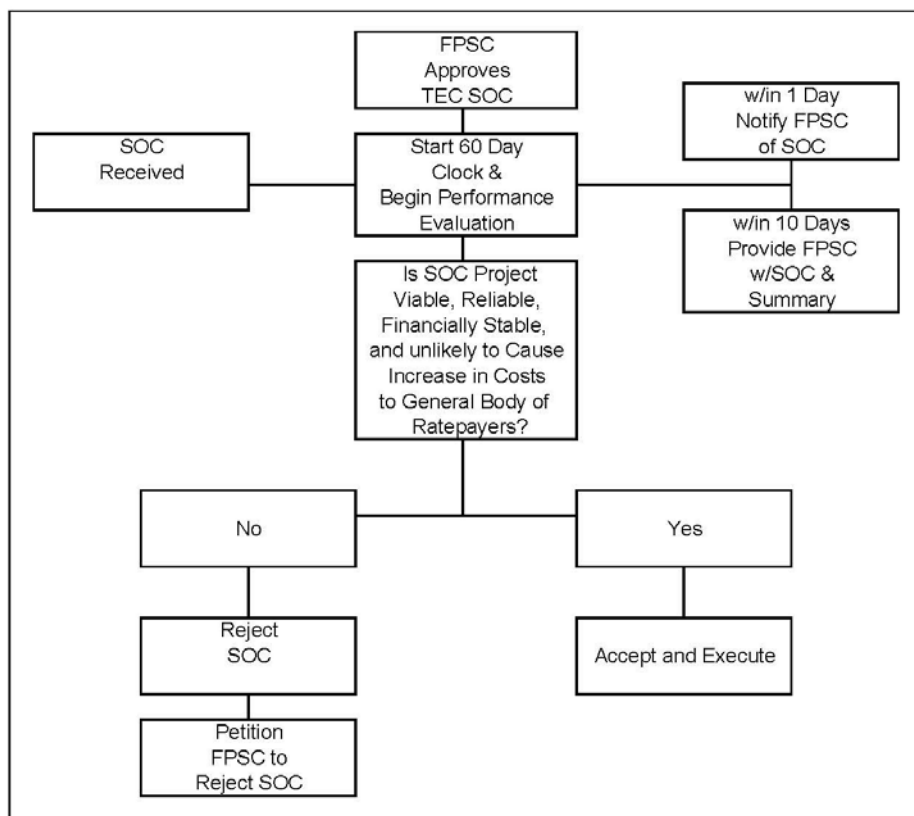 FPSC
Approves
TEC SOC
w/in 1 Day
Notify FPSC
of SOC
SOC
Received
Start 60 Day
Clock &
Begin Performance
Evaluation
w/in 10 Days
Provide FPSC
w/SOC &
Summary
Is SOC Project
Viable, Reliable,
Financially Stable,
and unlikely to Cause
Increase in Costs
to General Body of
Ratepayers?
No
Yes
Reject
SOC
Accept and Execute
Petition
FPSC to
Reject SOC